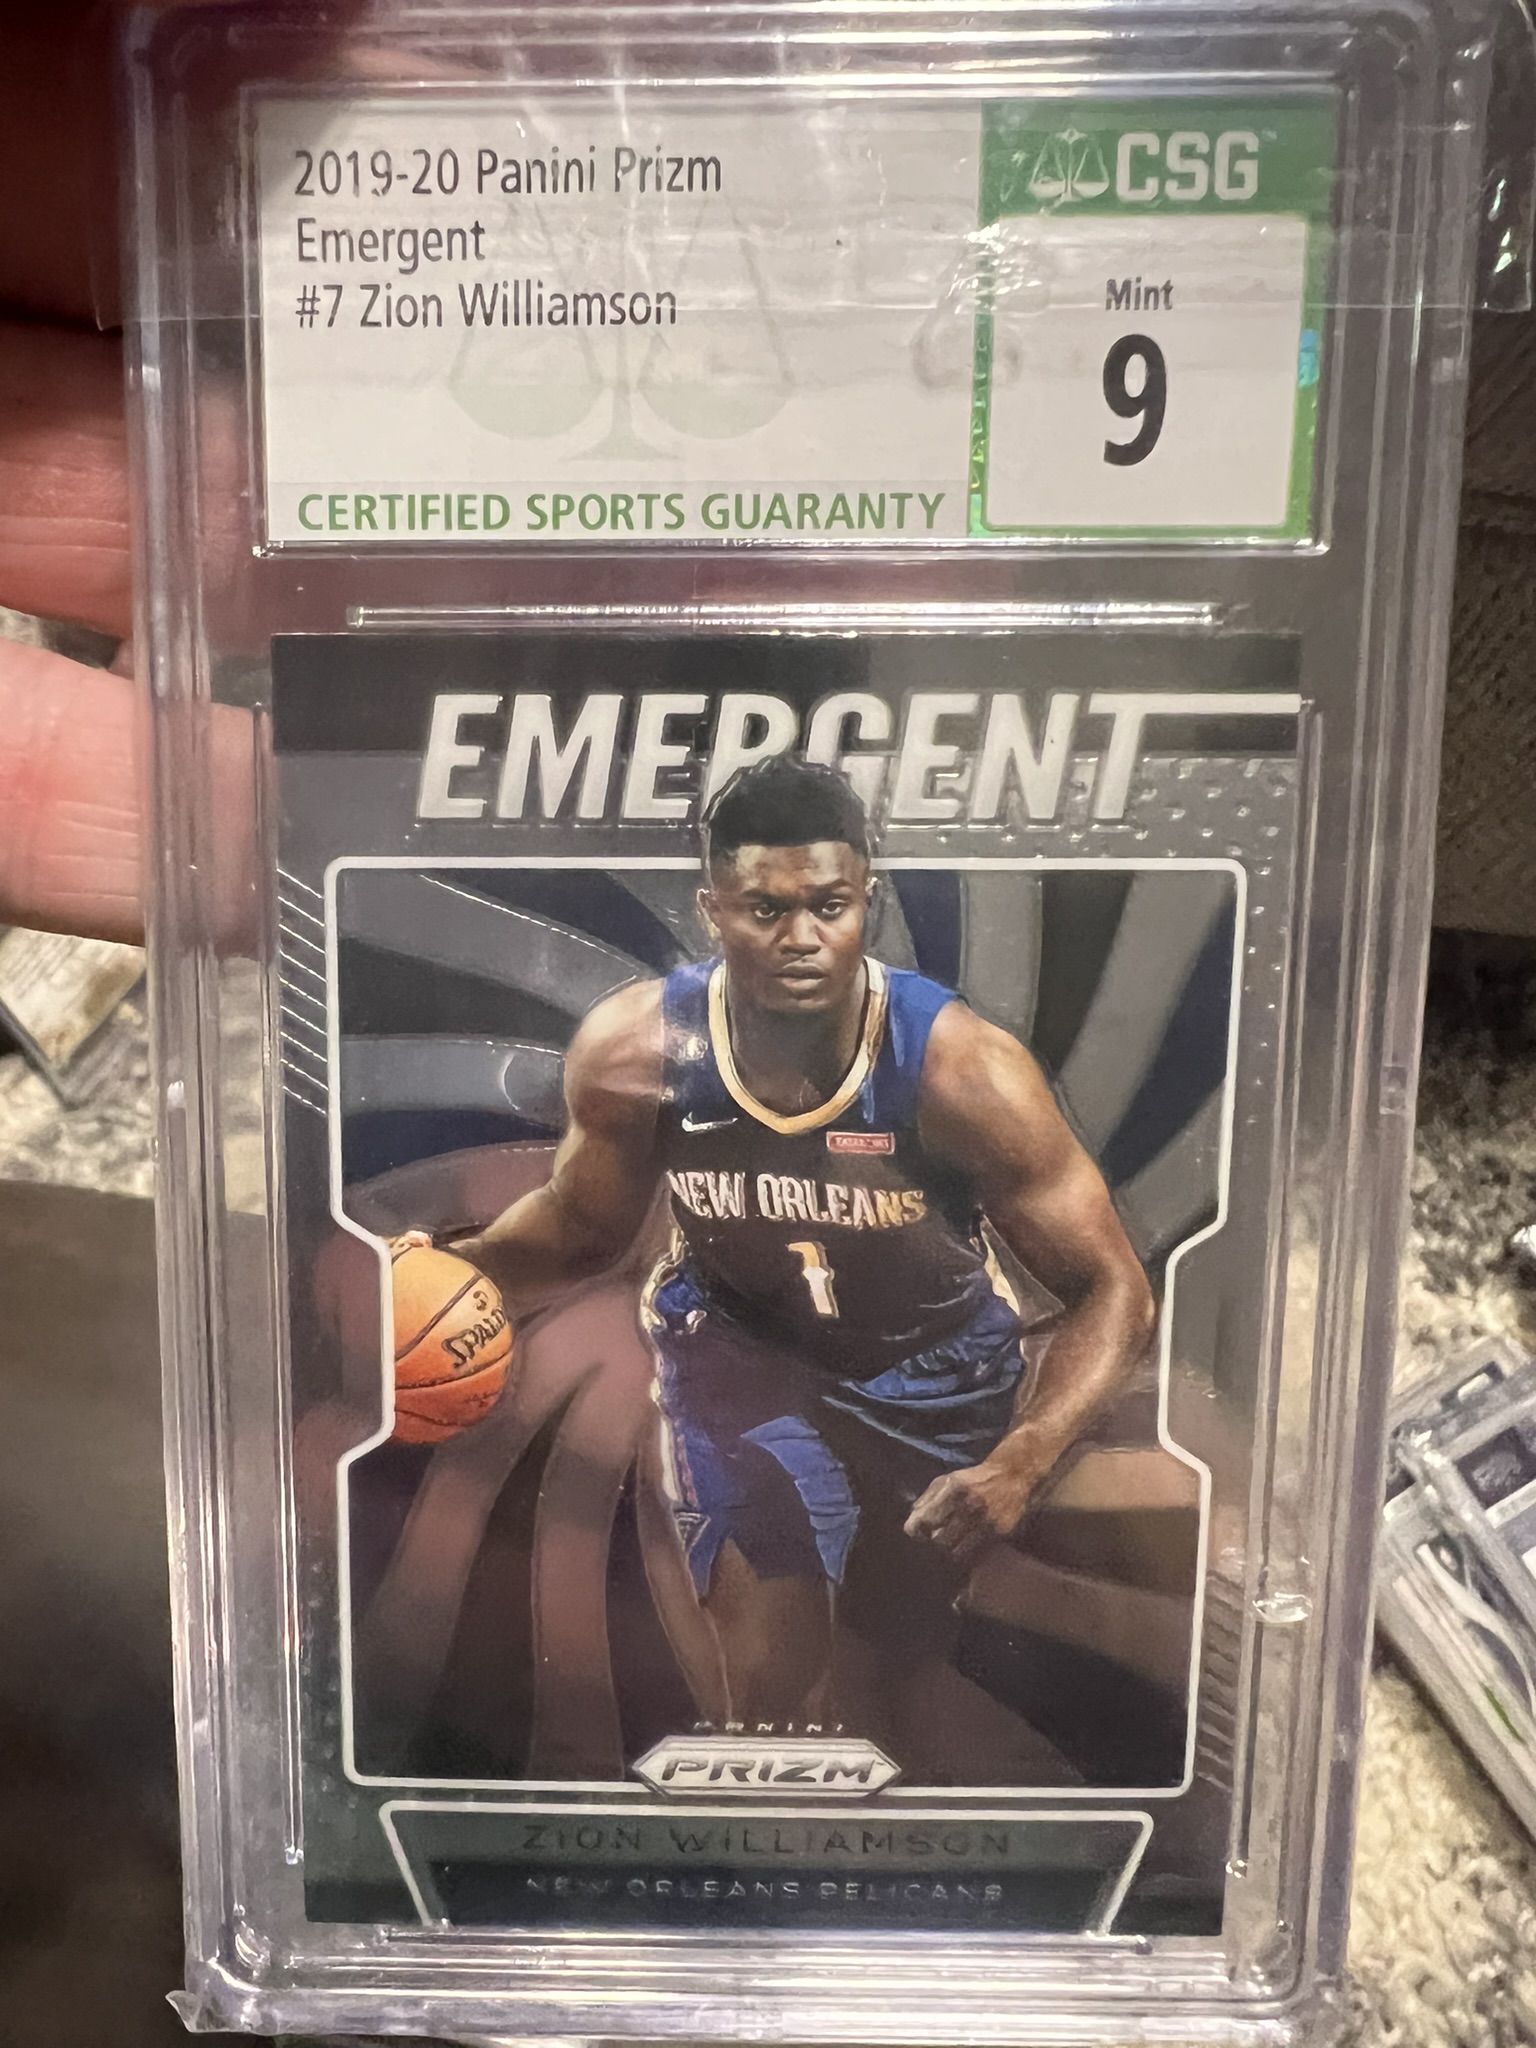 2019-20 Panini Prizm
Emergent
#7 Zion Williamson
CERTIFIED SPORTS GUARANTY
CSG
Mint
9
EMERGENT
NEW ORLEANS
1
PANINI
PRIZM
ZION WILLIAMSON
NEW ORLEANS PELICANS